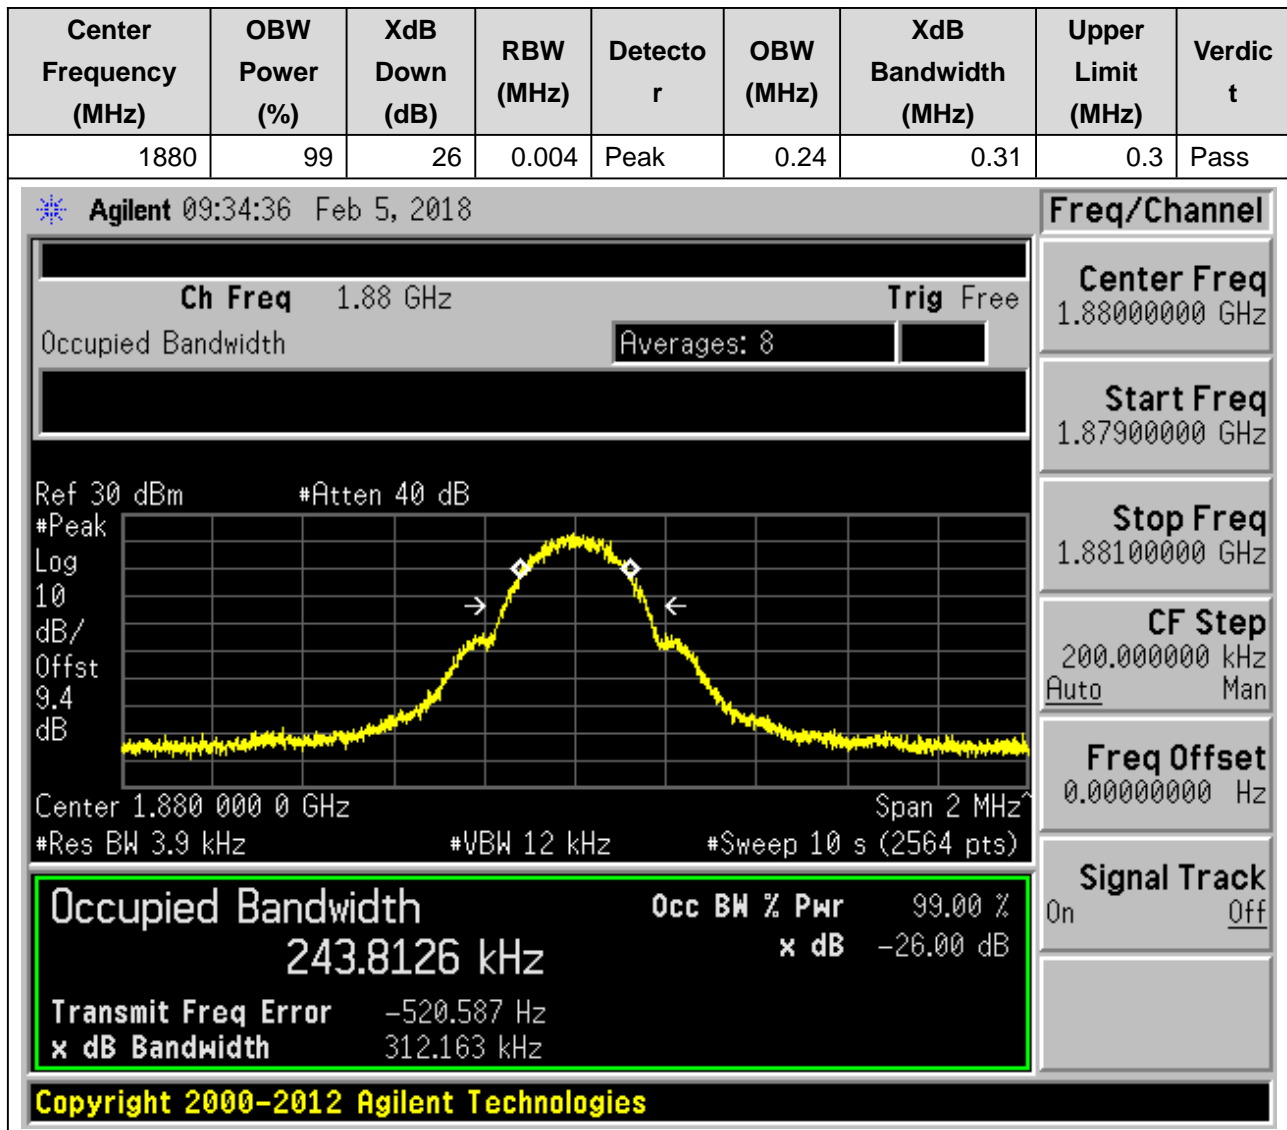 Center Frequency (MHz) OBW Power (%) XdB Down (dB) RBW (MHz) Detecto r OBW (MHz) XdB Bandwidth (MHz) Upper Limit (MHz) Verdic t
1880 99 26 0.004 Peak 0.24 0.31 0.3 Pass
Agilent 09:34:36 Feb 5, 2018 Freq/Channel
Ch Freq 1.88 GHz Trig Free
Occupied Bandwidth Averages: 8
Center Freq
1.88000000 GHz
Start Freq
1.87900000 GHz
Stop Freq
1.88100000 GHz
CF Step
200.000000 kHz
Auto Man
Freq Offset
0.00000000 Hz
Signal Track
On Off
Ref 30 dBm #Atten 40 dB
#Peak
Log
10
dB/
Offst
9.4
dB
Center 1.880 000 0 GHz Span 2 MHz^
#Res BW 3.9 kHz #VBW 12 kHz #Sweep 10 s (2564 pts)
Occupied Bandwidth Occ BW % Pwr 99.00 %
243.8126 kHz x dB -26.00 dB
Transmit Freq Error -520.587 Hz
x dB Bandwidth 312.163 kHz
Copyright 2000-2012 Agilent Technologies